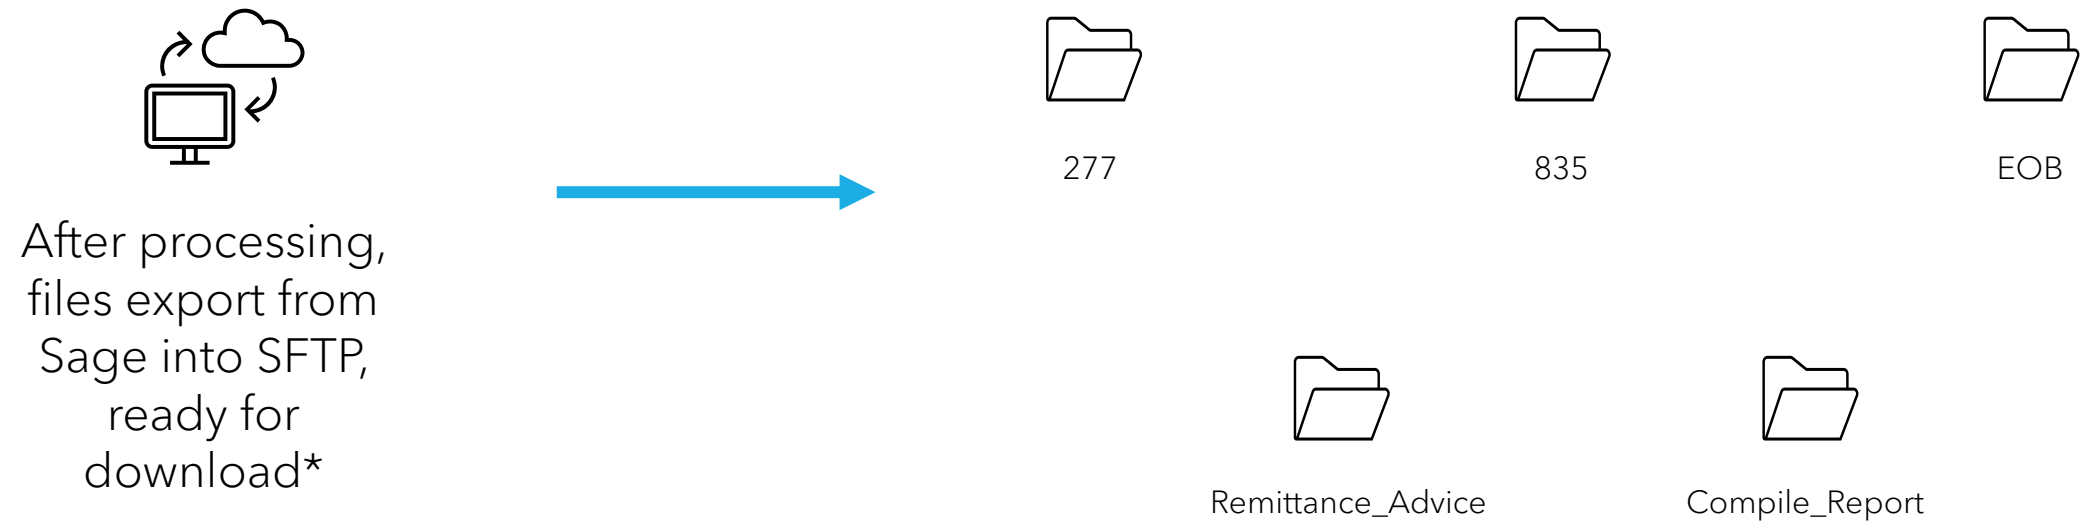 After processing,
files export from
Sage into SFTP,
ready for
download*
277
835
EOB
Remittance_Advice
Compile_Report